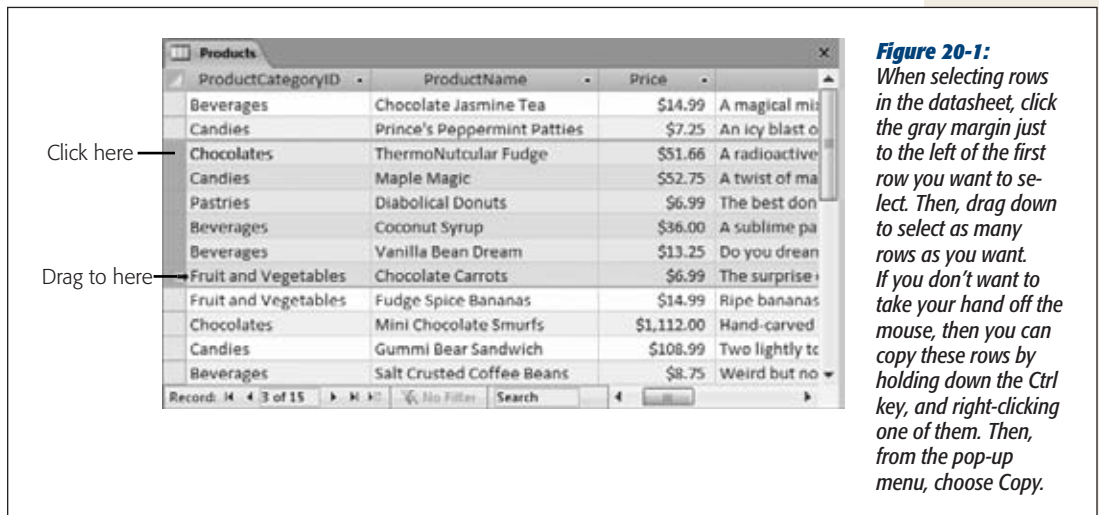 Products
ProductCategoryID ProductName Price
Beverages Chocolate Jasmine Tea $14.99 A magical mi
Candies Prince's Peppermint Patties $7.25 An icy blast o
Click here
Chocolates ThermoNutcular Fudge $51.66 A radioactive
Candies Maple Magic $52.75 A twist of ma
Pastries Diabolical Donuts $6.99 The best don
Beverages Coconut Syrup $36.00 A sublime pa
Beverages Vanilla Bean Dream $13.25 Do you drean
Drag to here
Fruit and Vegetables Chocolate Carrots $6.99 The surprise
Fruit and Vegetables Fudge Spice Bananas $14.99 Ripe bananas
Chocolates Mini Chocolate Smurfs $1,112.00 Hand-carved
Candies Gummi Bear Sandwich $108.99 Two lightly to
Beverages Salt Crusted Coffee Beans $8.75 Weird but no
Record: 3 of 15 No Filter Search
Figure 20-1:
When selecting rows
in the datasheet, click
the gray margin just
to the left of the first
row you want to se-
lect. Then, drag down
to select as many
rows as you want.
If you don't want to
take your hand off the
mouse, then you can
copy these rows by
holding down the Ctrl
key, and right-clicking
one of them. Then,
from the pop-up
menu, choose Copy.